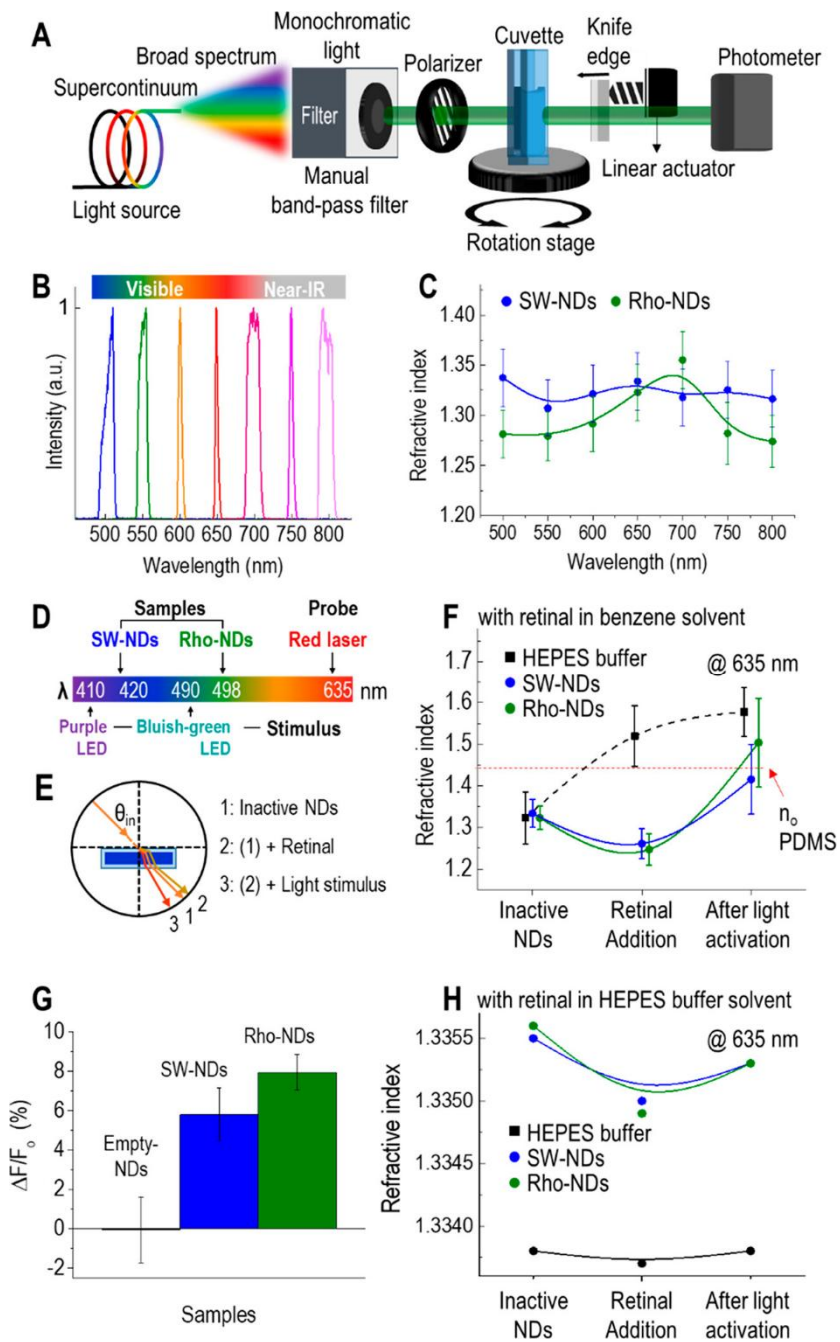 A
Supercontinuum
Light source
Broad spectrum
Monochromatic
light
Filter
Manual
band-pass filter
Polarizer
Cuvette
Rotation stage
Knife
edge
Linear actuator
Photometer
B
Visible Near-IR
1
Intensity (a.u.)
500 550 600 650 700 750 800
Wavelength (nm)
C
SW-NDs Rho-NDs
Refractive index
1.40
1.35
1.30
1.25
1.20
500 550 600 650 700 750 800
Wavelength (nm)
D
Samples Probe
SW-NDs Rho-NDs Red laser
λ 410 420 490 498 635 nm
Purple Bluish-green Stimulus
LED LED
E
θin
3 1 2
1: Inactive NDs
2: (1) + Retinal
3: (2) + Light stimulus
F with retinal in benzene solvent
HEPES buffer
SW-NDs
Rho-NDs
@ 635 nm
Refractive index
1.7
1.6
1.5
1.4
1.3
1.2
no
PDMS
Inactive Retinal After light
NDs Addition activation
G
ΔF/Fo (%)
10
8
6
4
2
0
-2
Empty-
NDs
SW-NDs
Rho-NDs
Samples
H with retinal in HEPES buffer solvent
@ 635 nm
Refractive index
1.3355
1.3350
1.3345
1.3340
HEPES buffer
SW-NDs
Rho-NDs
Inactive Retinal After light
NDs Addition activation